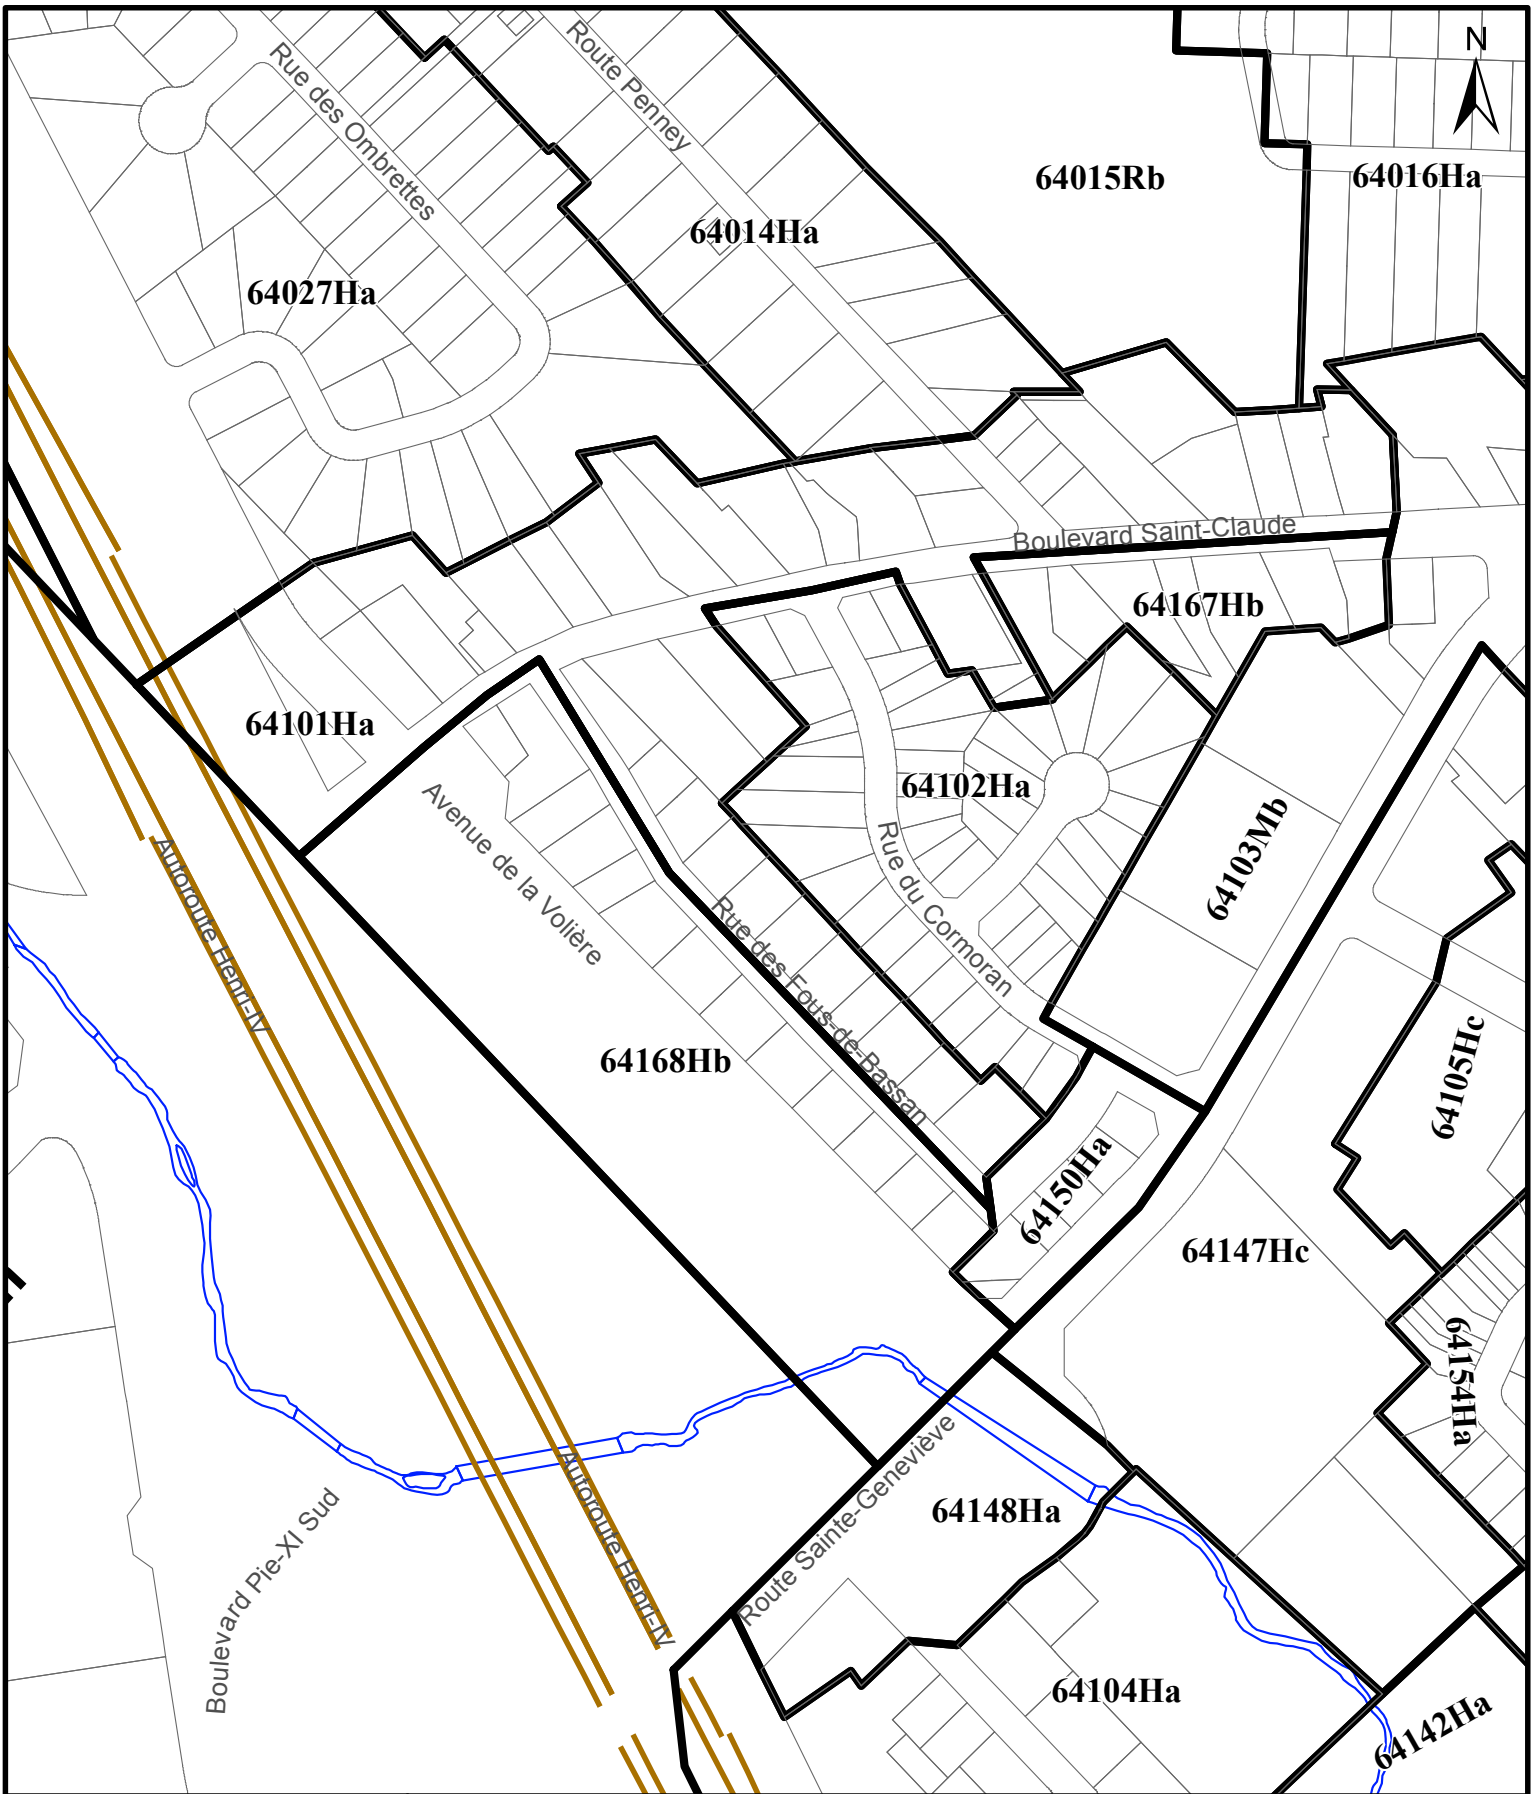 N
Rue des Ombrettes
Route Penney
64015Rb
64016Ha
64014Ha
64027Ha
Boulevard Saint-Claude
64167Hb
64101Ha
64102Ha
64103Mb
Avenue de la Volière
Rue du Cormoran
Autoroute Henri-IV
Rue des Fous-de-Bassan
64168Hb
64105Hc
64150Ha
64147Hc
64154Ha
Route Sainte-Geneviève
64148Ha
Autoroute Henri-IV
Boulevard Pie-XI Sud
64104Ha
64142Ha